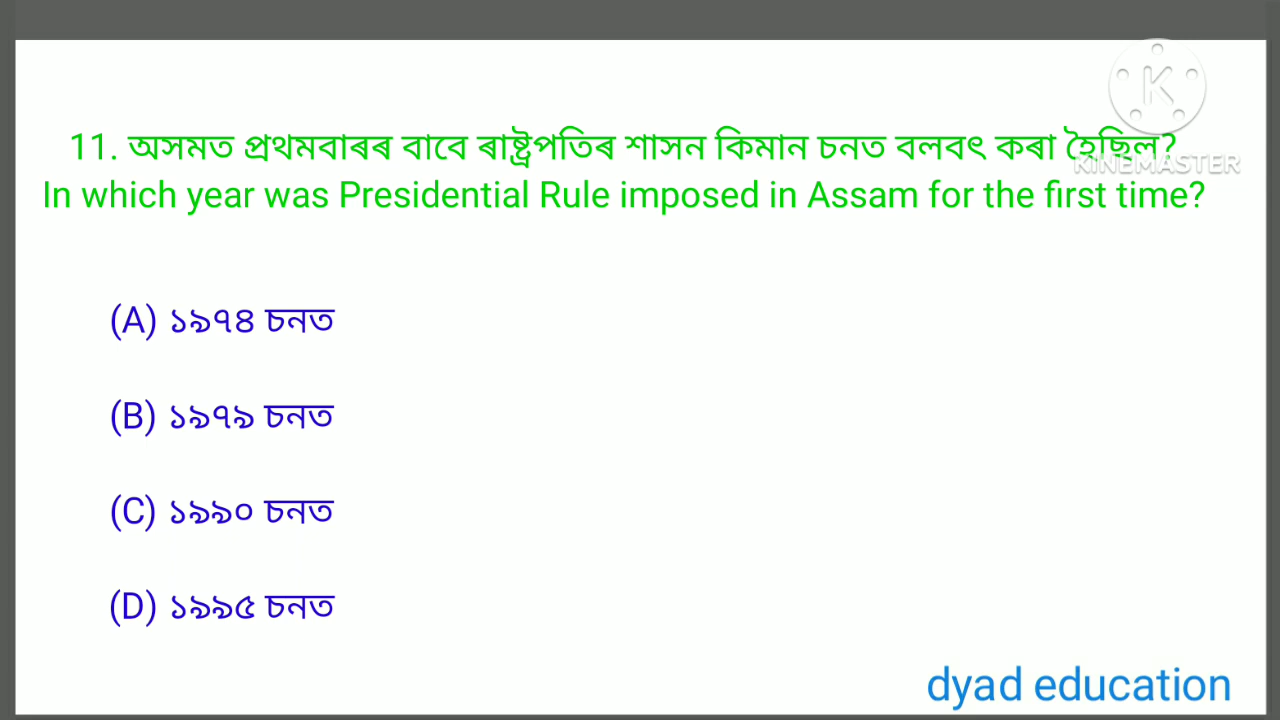 11. অসমত প্ৰথমবাৰৰ বাবে ৰাষ্ট্ৰপতিৰ শাসন কিমান চনত বলবৎ কৰা হৈছিল?
In which year was Presidential Rule imposed in Assam for the first time?
(A) ১৯৭৪ চনত
(B) ১৯৭৯ চনত
(C) ১৯৯০ চনত
(D) ১৯৯৫ চনত
dyad education
K
KINEMASTER